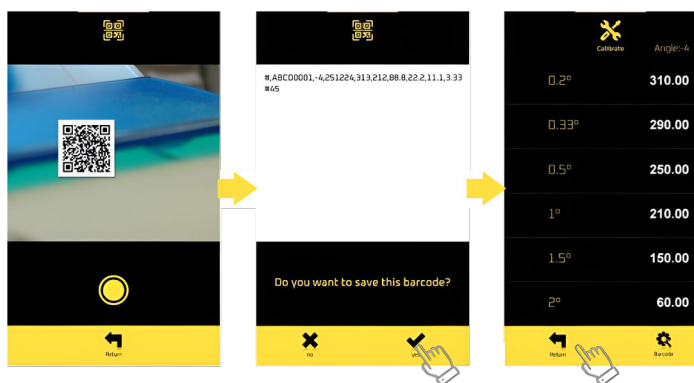 Return
#,ABCD0001,-4,251224,313,212,88.8,22.2,11.1,3.33
#45
Do you want to save this barcode?
no
yes
Calibrate
Angle:-4
0.2° 310.00
0.33° 290.00
0.5° 250.00
1° 210.00
1.5° 150.00
2° 60.00
Return
Barcode